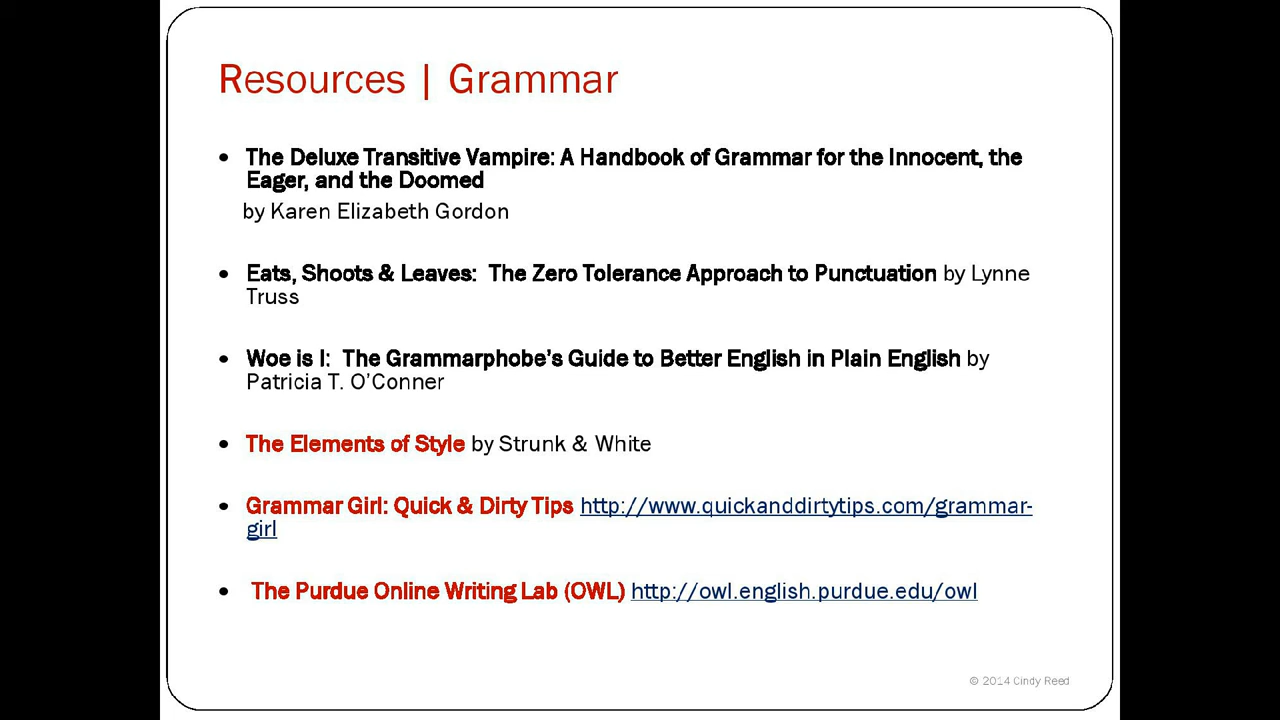 Resources | Grammar
• The Deluxe Transitive Vampire: A Handbook of Grammar for the Innocent, the
Eager, and the Doomed
by Karen Elizabeth Gordon
• Eats, Shoots & Leaves:  The Zero Tolerance Approach to Punctuation by Lynne
Truss
• Woe is I:  The Grammarphobe’s Guide to Better English in Plain English by
Patricia T. O’Conner
• The Elements of Style by Strunk & White
• Grammar Girl: Quick & Dirty Tips http://www.quickanddirtytips.com/grammar-
girl
• The Purdue Online Writing Lab (OWL) http://owl.english.purdue.edu/owl
© 2014 Cindy Reed